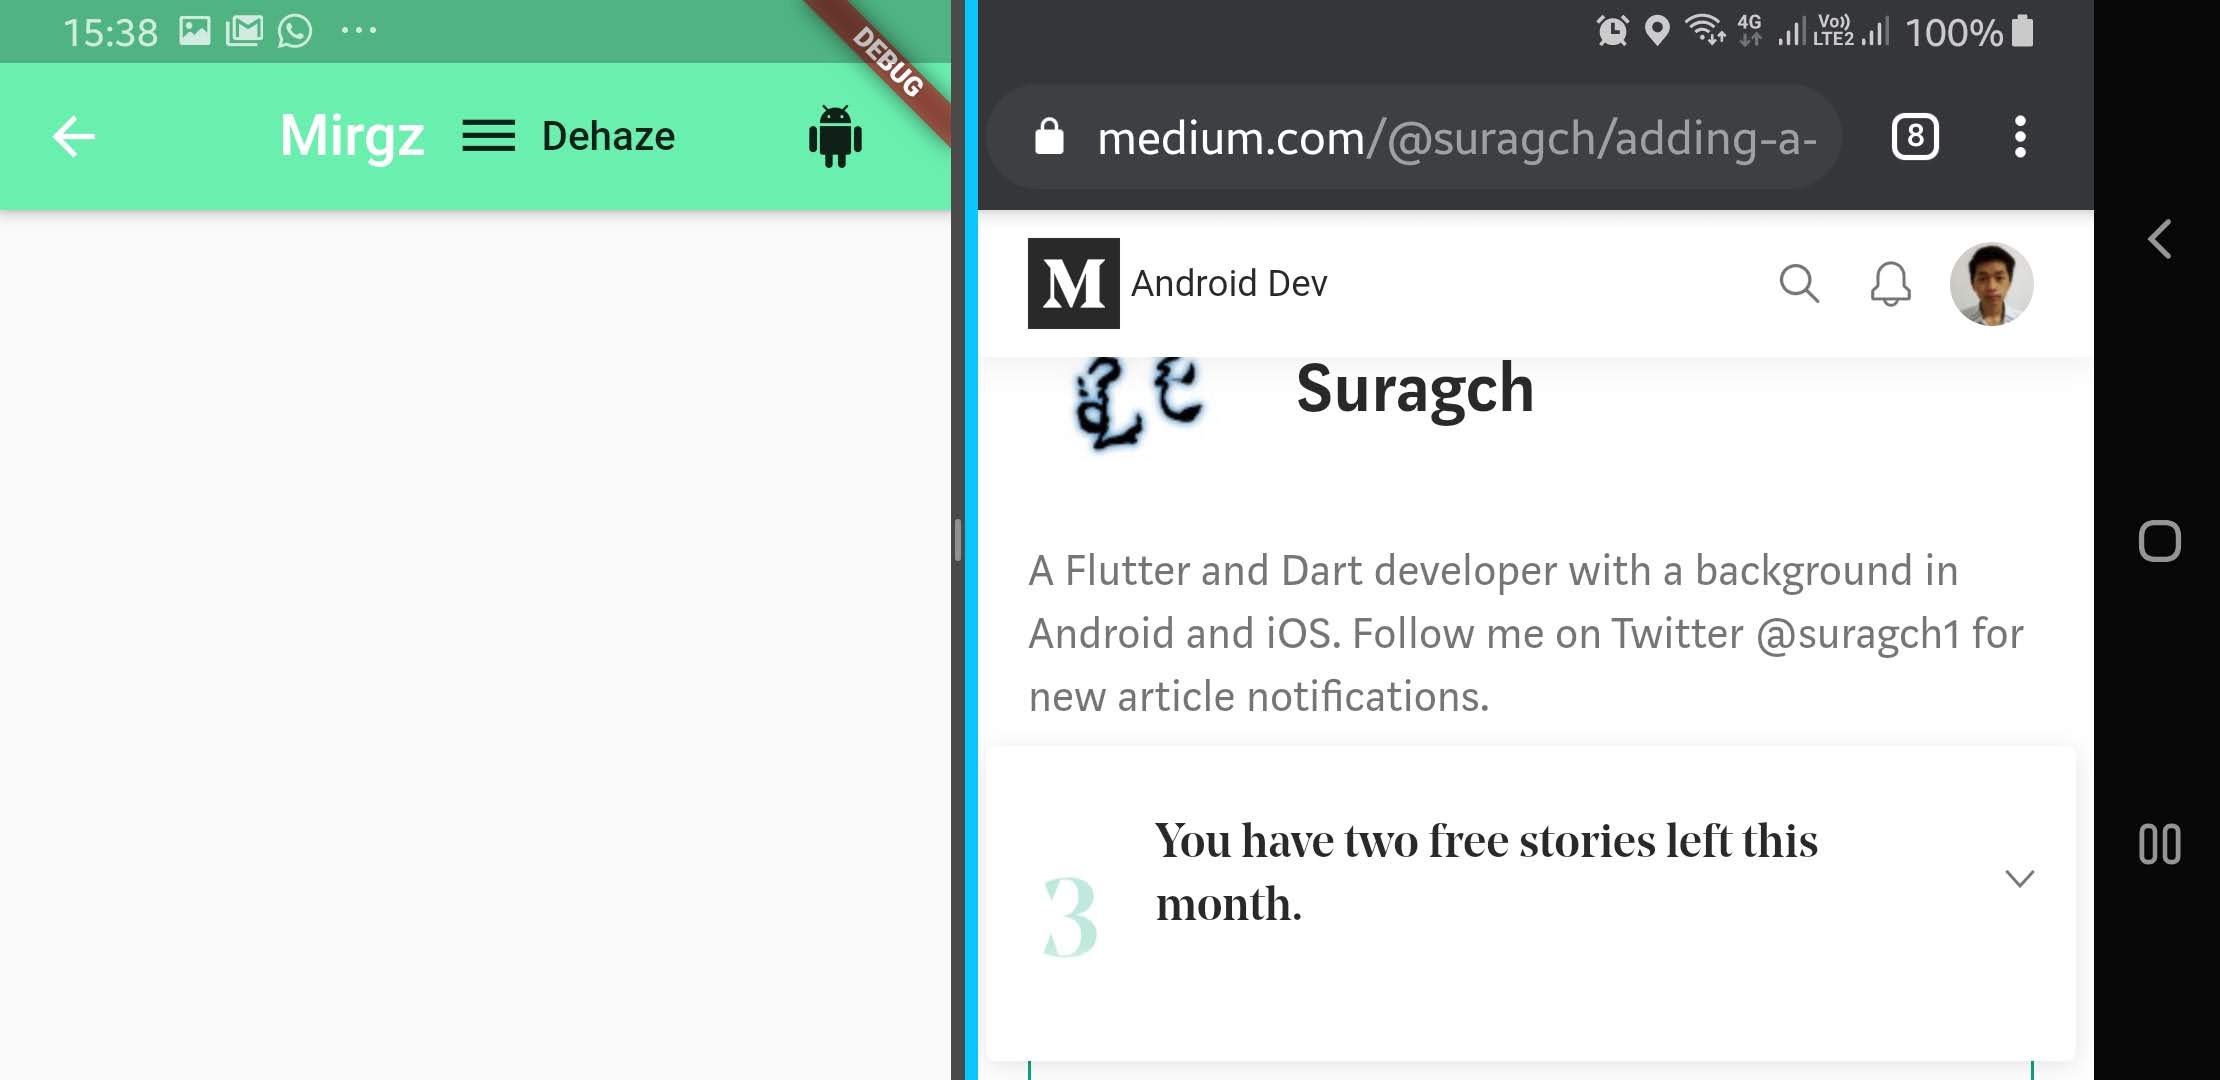 15:38
DEBUG
Mirgz
Dehaze
4G
Vo))
LTE2
100%
medium.com/@suragch/adding-a-
8
M
Android Dev
Suragch
A Flutter and Dart developer with a background in
Android and iOS. Follow me on Twitter @suragch1 for
new article notifications.
3
You have two free stories left this
month.